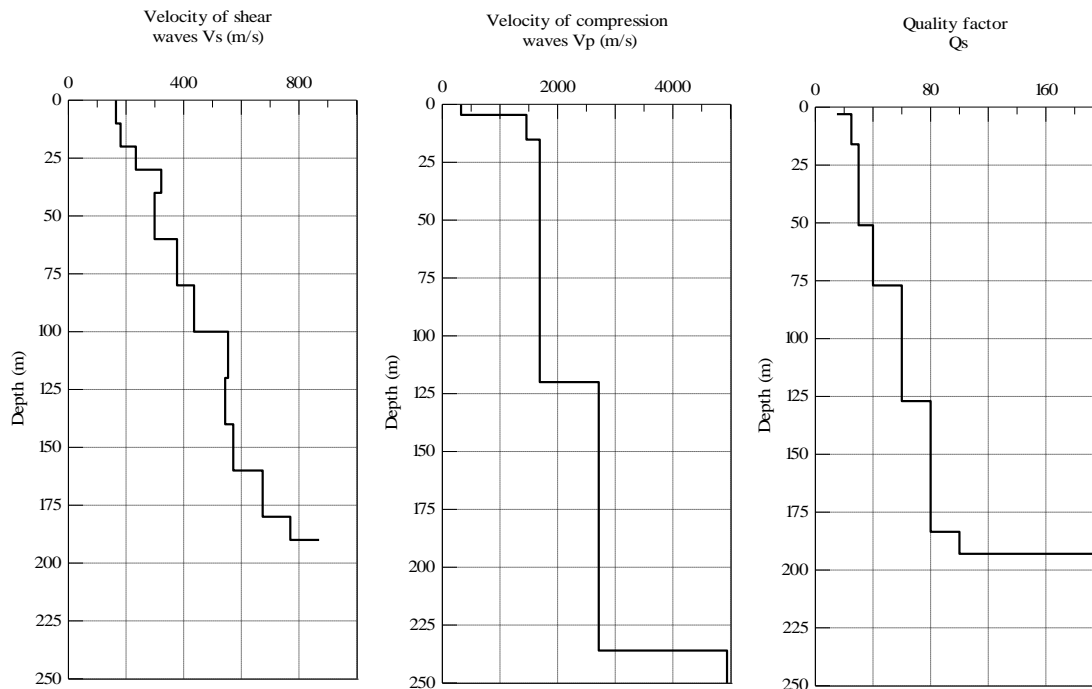 Velocity of shear
waves Vs (m/s)
0 400 800
0
25
50
75
100
125
150
175
200
225
250
Depth (m)
Velocity of compression
waves Vp (m/s)
0 2000 4000
0
25
50
75
100
125
150
175
200
225
250
Depth (m)
Quality factor
Qs
0 80 160
0
25
50
75
100
125
150
175
200
225
250
Depth (m)